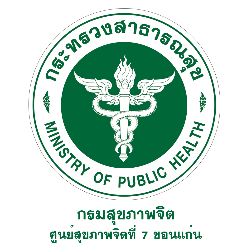 กระทรวงสาธารณสุข
MINISTRY OF PUBLIC HEALTH
กรมสุขภาพจิต
ศูนย์สุขภาพจิตที่ 7 ขอนแก่น